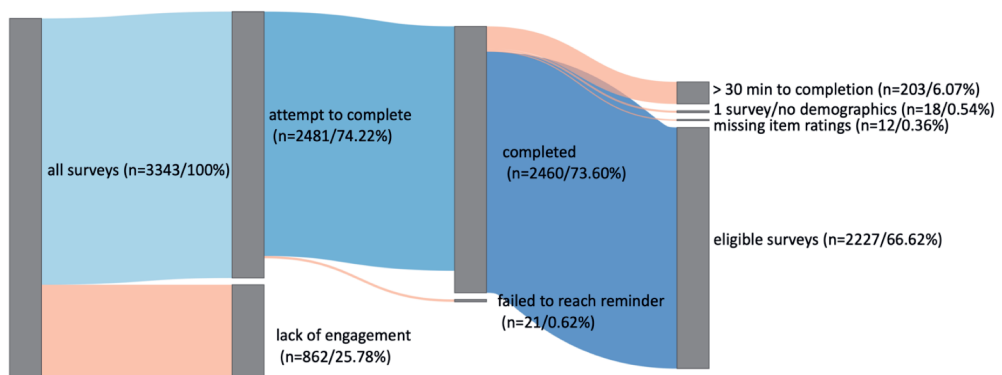 all surveys (n=3343/100%)
attempt to complete
(n=2481/74.22%)
lack of engagement
(n=862/25.78%)
completed
(n=2460/73.60%)
failed to reach reminder
(n=21/0.62%)
> 30 min to completion (n=203/6.07%)
1 survey/no demographics (n=18/0.54%)
missing item ratings (n=12/0.36%)
eligible surveys (n=2227/66.62%)